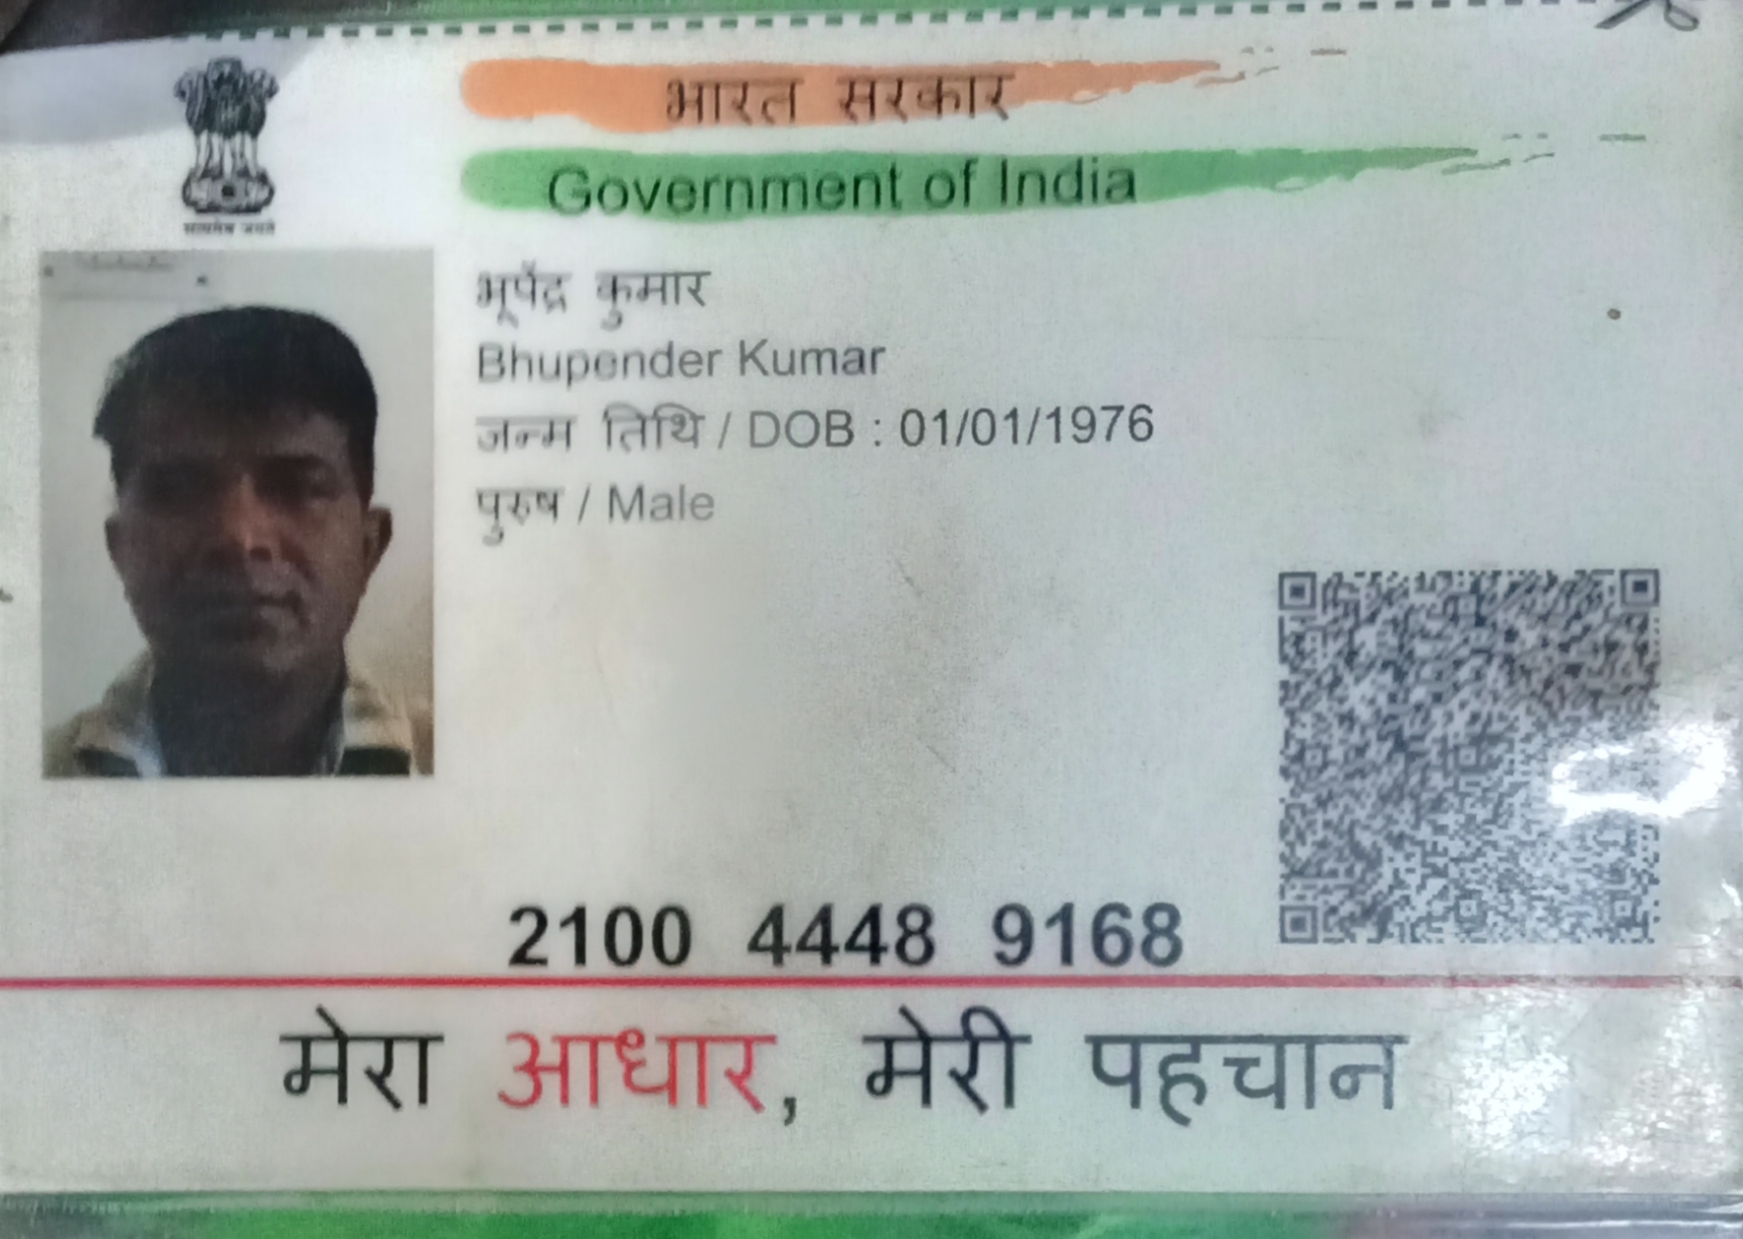 भारत सरकार
Government of India
सत्यमेव जयते
भूपेंद्र कुमार
Bhupender Kumar
जन्म तिथि / DOB : 01/01/1976
पुरुष / Male
2100 4448 9168
मेरा आधार, मेरी पहचान